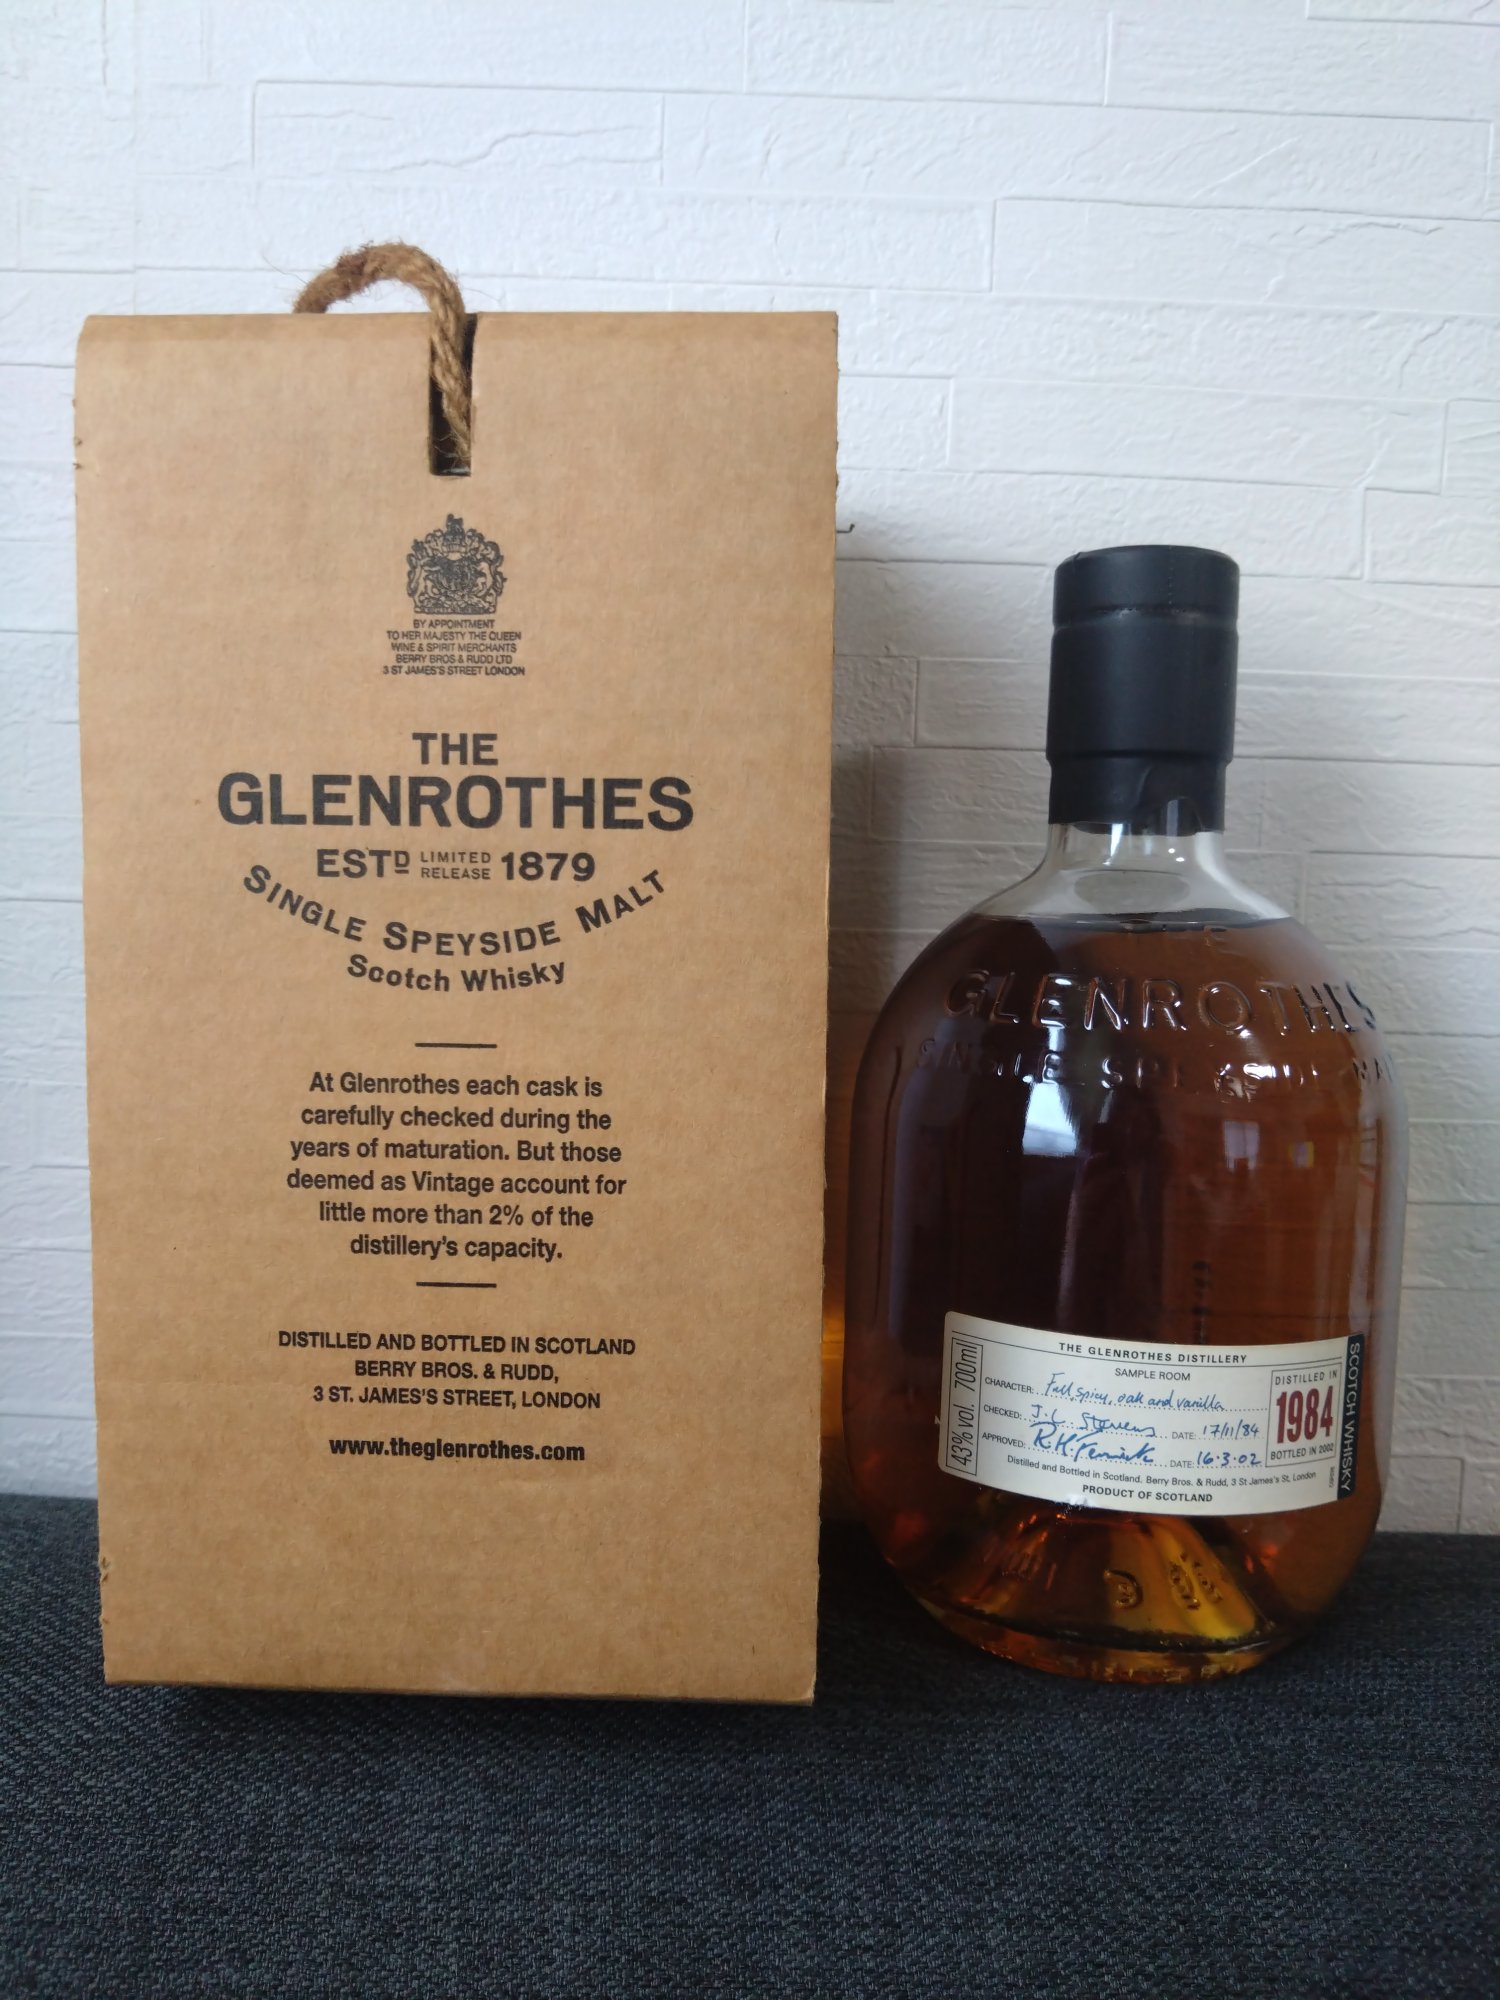 BY APPOINTMENT
TO HER MAJESTY THE QUEEN
WINE & SPIRIT MERCHANTS
BERRY BROS & RUDD LTD
3 ST JAMES'S STREET LONDON
THE
GLENROTHES
ESTD LIMITED RELEASE 1879
SINGLE SPEYSIDE MALT
Scotch Whisky
At Glenrothes each cask is
carefully checked during the
years of maturation. But those
deemed as Vintage account for
little more than 2% of the
distillery's capacity.
DISTILLED AND BOTTLED IN SCOTLAND
BERRY BROS. & RUDD,
3 ST. JAMES'S STREET, LONDON
www.theglenrothes.com
THE
GLENROTHES
SINGLE SPEYSIDE MA
43% vol. 700ml
THE GLENROTHES DISTILLERY
SAMPLE ROOM
CHARACTER: Full, spicy, oak and vanilla
CHECKED: J.L. Stevens DATE: 17/11/84
APPROVED: R.H. Fenwick DATE: 16.3.02
DISTILLED IN
1984
BOTTLED IN 2002
Distilled and Bottled in Scotland. Berry Bros. & Rudd, 3 St James's St, London
PRODUCT OF SCOTLAND
SCOTCH WHISKY